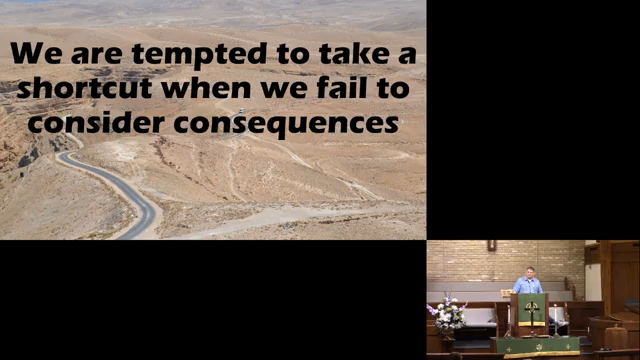 We are tempted to take a
shortcut when we fail to
consider consequences